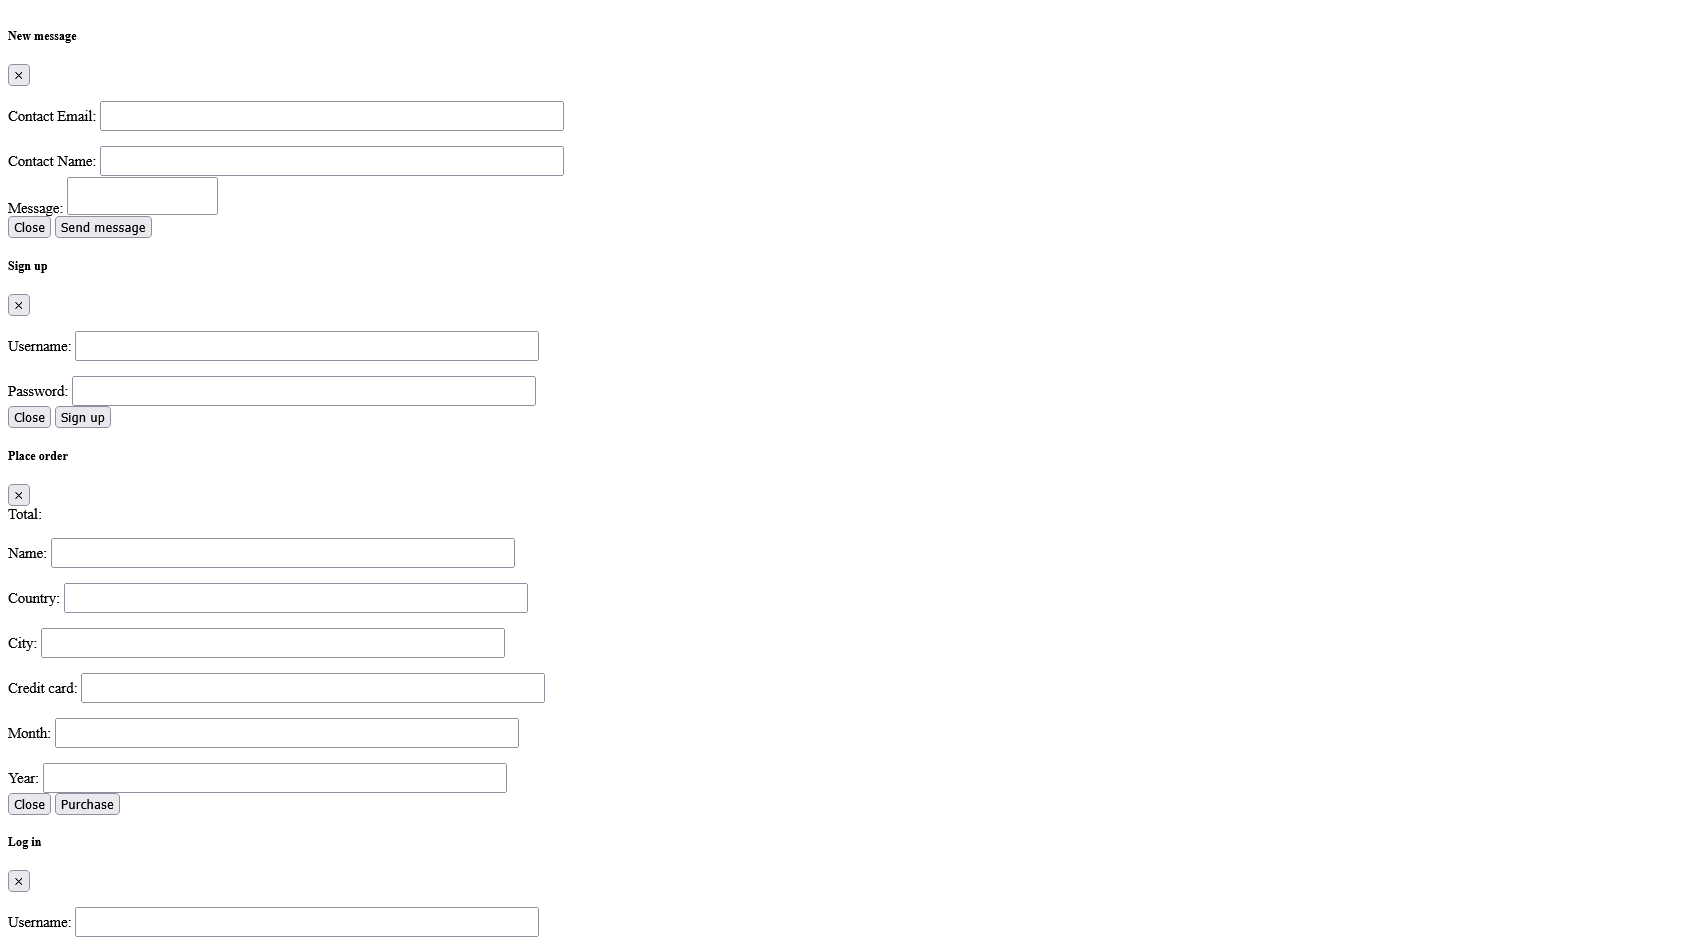 New message
×
Contact Email:
Contact Name:
Message:
Close Send message
Sign up
×
Username:
Password:
Close Sign up
Place order
×
Total:
Name:
Country:
City:
Credit card:
Month:
Year:
Close Purchase
Log in
×
Username: